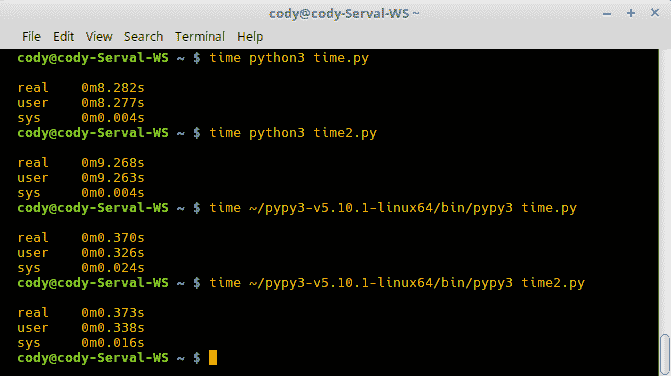 cody@cody-Serval-WS ~
File Edit View Search Terminal Help
cody@cody-Serval-WS ~ $ time python3 time.py
real 0m8.282s
user 0m8.277s
sys 0m0.004s
cody@cody-Serval-WS ~ $ time python3 time2.py
real 0m9.268s
user 0m9.263s
sys 0m0.004s
cody@cody-Serval-WS ~ $ time ~/pypy3-v5.10.1-linux64/bin/pypy3 time.py
real 0m0.370s
user 0m0.326s
sys 0m0.024s
cody@cody-Serval-WS ~ $ time ~/pypy3-v5.10.1-linux64/bin/pypy3 time2.py
real 0m0.373s
user 0m0.338s
sys 0m0.016s
cody@cody-Serval-WS ~ $